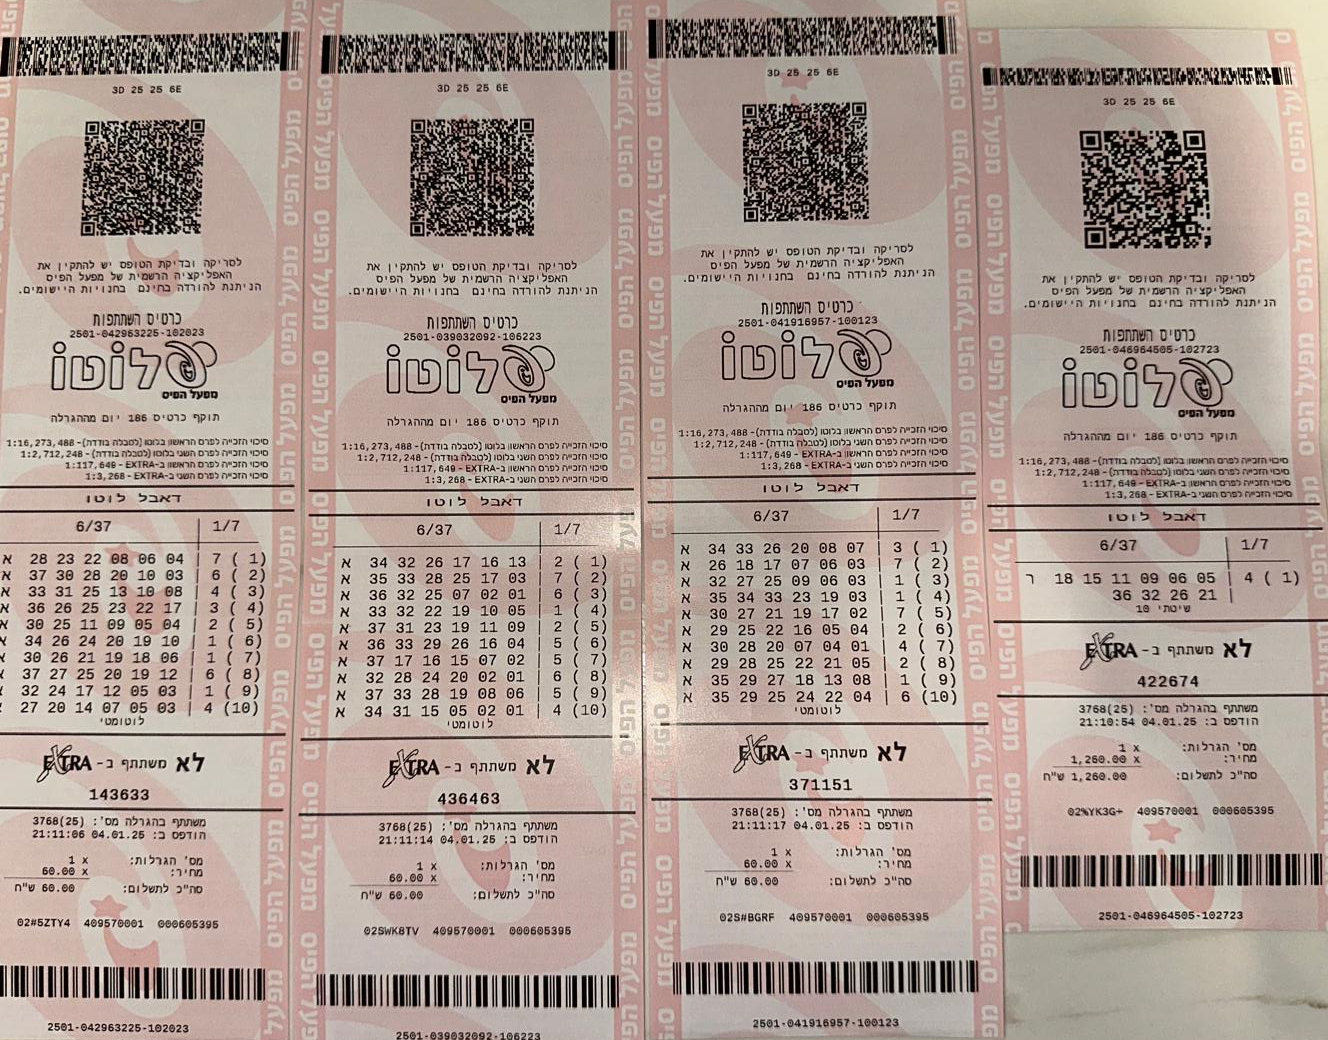 3D 25 25 6E
לסריקה ובדיקת הטופס יש להתקין את
האפליקציה הרשמית של מפעל הפיס
הניתנת להורדה בחינם בחנויות היישומים.
כרטיס השתתפות
2501-042963225-102023
לוטו
מפעל הפיס
תוקף כרטיס 186 יום מההגרלה
סיכוי הזכייה לפרס הראשון בלוטו (לטבלה בודדת)- 1:16,273,488
סיכוי הזכייה לפרס השני בלוטו (לטבלה בודדת)- 1:2,712,248
סיכוי הזכייה לפרס הראשון ב-EXTRA - 1:117,649
סיכוי הזכייה לפרס השני ב-EXTRA - 1:3,268
דאבל לוטו
6/37 | 1/7
א 28 23 22 08 06 04 | 7 ( 1)
א 37 30 28 20 10 03 | 6 ( 2)
א 33 31 25 13 10 08 | 4 ( 3)
א 36 26 25 23 22 17 | 3 ( 4)
א 30 25 11 09 05 04 | 2 ( 5)
א 34 26 24 20 19 10 | 1 ( 6)
א 30 26 21 19 18 06 | 1 ( 7)
א 37 27 25 20 19 12 | 6 ( 8)
א 32 24 17 12 05 03 | 1 ( 9)
א 27 20 14 07 05 03 | 4 (10)
לוטומטי
לא משתתף ב- EXTRA
143633
משתתף בהגרלה מס': 3768(25)
הודפס ב: 04.01.25 21:11:06
מס' הגרלות: 1 x
מחיר: 60.00 x
סה"כ לתשלום: 60.00 ש"ח
02#5ZTY4 409570001 000605395
2501-042963225-102023
3D 25 25 6E
לסריקה ובדיקת הטופס יש להתקין את
האפליקציה הרשמית של מפעל הפיס
הניתנת להורדה בחינם בחנויות היישומים.
כרטיס השתתפות
2501-039032092-106223
לוטו
מפעל הפיס
תוקף כרטיס 186 יום מההגרלה
סיכוי הזכייה לפרס הראשון בלוטו (לטבלה בודדת)- 1:16,273,488
סיכוי הזכייה לפרס השני בלוטו (לטבלה בודדת)- 1:2,712,248
סיכוי הזכייה לפרס הראשון ב-EXTRA - 1:117,649
סיכוי הזכייה לפרס השני ב-EXTRA - 1:3,268
דאבל לוטו
6/37 | 1/7
א 34 32 26 17 16 13 | 2 ( 1)
א 35 33 28 25 17 03 | 7 ( 2)
א 36 32 25 07 02 01 | 6 ( 3)
א 33 32 22 19 10 05 | 1 ( 4)
א 37 31 23 19 11 09 | 2 ( 5)
א 36 33 29 26 16 04 | 5 ( 6)
א 37 17 16 15 07 02 | 5 ( 7)
א 32 28 24 20 02 01 | 6 ( 8)
א 37 33 28 19 08 06 | 5 ( 9)
א 34 31 15 05 02 01 | 4 (10)
לוטומטי
לא משתתף ב- EXTRA
436463
משתתף בהגרלה מס': 3768(25)
הודפס ב: 04.01.25 21:11:14
מס' הגרלות: 1 x
מחיר: 60.00 x
סה"כ לתשלום: 60.00 ש"ח
02SWK8TV 409570001 000605395
2501-039032092-106223
3D 25 25 6E
לסריקה ובדיקת הטופס יש להתקין את
האפליקציה הרשמית של מפעל הפיס
הניתנת להורדה בחינם בחנויות היישומים.
כרטיס השתתפות
2501-041916957-100123
לוטו
מפעל הפיס
תוקף כרטיס 186 יום מההגרלה
סיכוי הזכייה לפרס הראשון בלוטו (לטבלה בודדת)- 1:16,273,488
סיכוי הזכייה לפרס השני בלוטו (לטבלה בודדת)- 1:2,712,248
סיכוי הזכייה לפרס הראשון ב-EXTRA - 1:117,649
סיכוי הזכייה לפרס השני ב-EXTRA - 1:3,268
דאבל לוטו
6/37 | 1/7
א 34 33 26 20 08 07 | 3 ( 1)
א 26 18 17 07 06 03 | 7 ( 2)
א 32 27 25 09 06 03 | 1 ( 3)
א 35 34 33 23 19 03 | 1 ( 4)
א 30 27 21 19 17 02 | 7 ( 5)
א 29 25 22 16 05 04 | 2 ( 6)
א 30 28 20 07 04 01 | 4 ( 7)
א 29 28 25 22 21 05 | 2 ( 8)
א 35 29 27 18 13 08 | 1 ( 9)
א 35 29 25 24 22 04 | 6 (10)
לוטומטי
לא משתתף ב- EXTRA
371151
משתתף בהגרלה מס': 3768(25)
הודפס ב: 04.01.25 21:11:17
מס' הגרלות: 1 x
מחיר: 60.00 x
סה"כ לתשלום: 60.00 ש"ח
02S#BGRF 409570001 000605395
2501-041916957-100123
3D 25 25 6E
לסריקה ובדיקת הטופס יש להתקין את
האפליקציה הרשמית של מפעל הפיס
הניתנת להורדה בחינם בחנויות היישומים.
כרטיס השתתפות
2501-046964505-102723
לוטו
מפעל הפיס
תוקף כרטיס 186 יום מההגרלה
סיכוי הזכייה לפרס הראשון בלוטו (לטבלה בודדת)- 1:16,273,488
סיכוי הזכייה לפרס השני בלוטו (לטבלה בודדת)- 1:2,712,248
סיכוי הזכייה לפרס הראשון ב-EXTRA - 1:117,649
סיכוי הזכייה לפרס השני ב-EXTRA - 1:3,268
דאבל לוטו
6/37 | 1/7
ר 18 15 11 09 06 05 | 4 ( 1)
36 32 26 21 |
שיטתי 10
לא משתתף ב- EXTRA
422674
משתתף בהגרלה מס': 3768(25)
הודפס ב: 04.01.25 21:10:54
מס' הגרלות: 1 x
מחיר: 1,260.00 x
סה"כ לתשלום: 1,260.00 ש"ח
02%YK3G+ 409570001 000605395
2501-046964505-102723